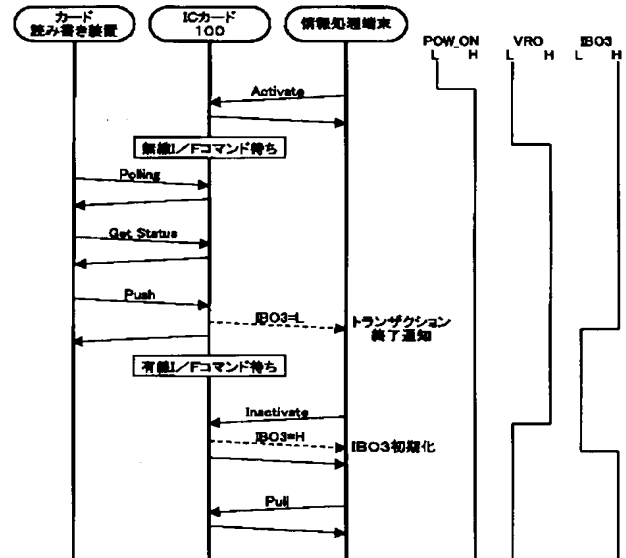 カード
読み書き装置
ICカード
100
情報処理端末
POW_ON
L H
VRO
L H
IBO3
L H
Activate
無線I/Fコマンド待ち
Polling
Get Status
Push
IBO3=L
トランザクション
終了通知
有線I/Fコマンド待ち
Inactivate
IBO3=H
IBO3初期化
Pull